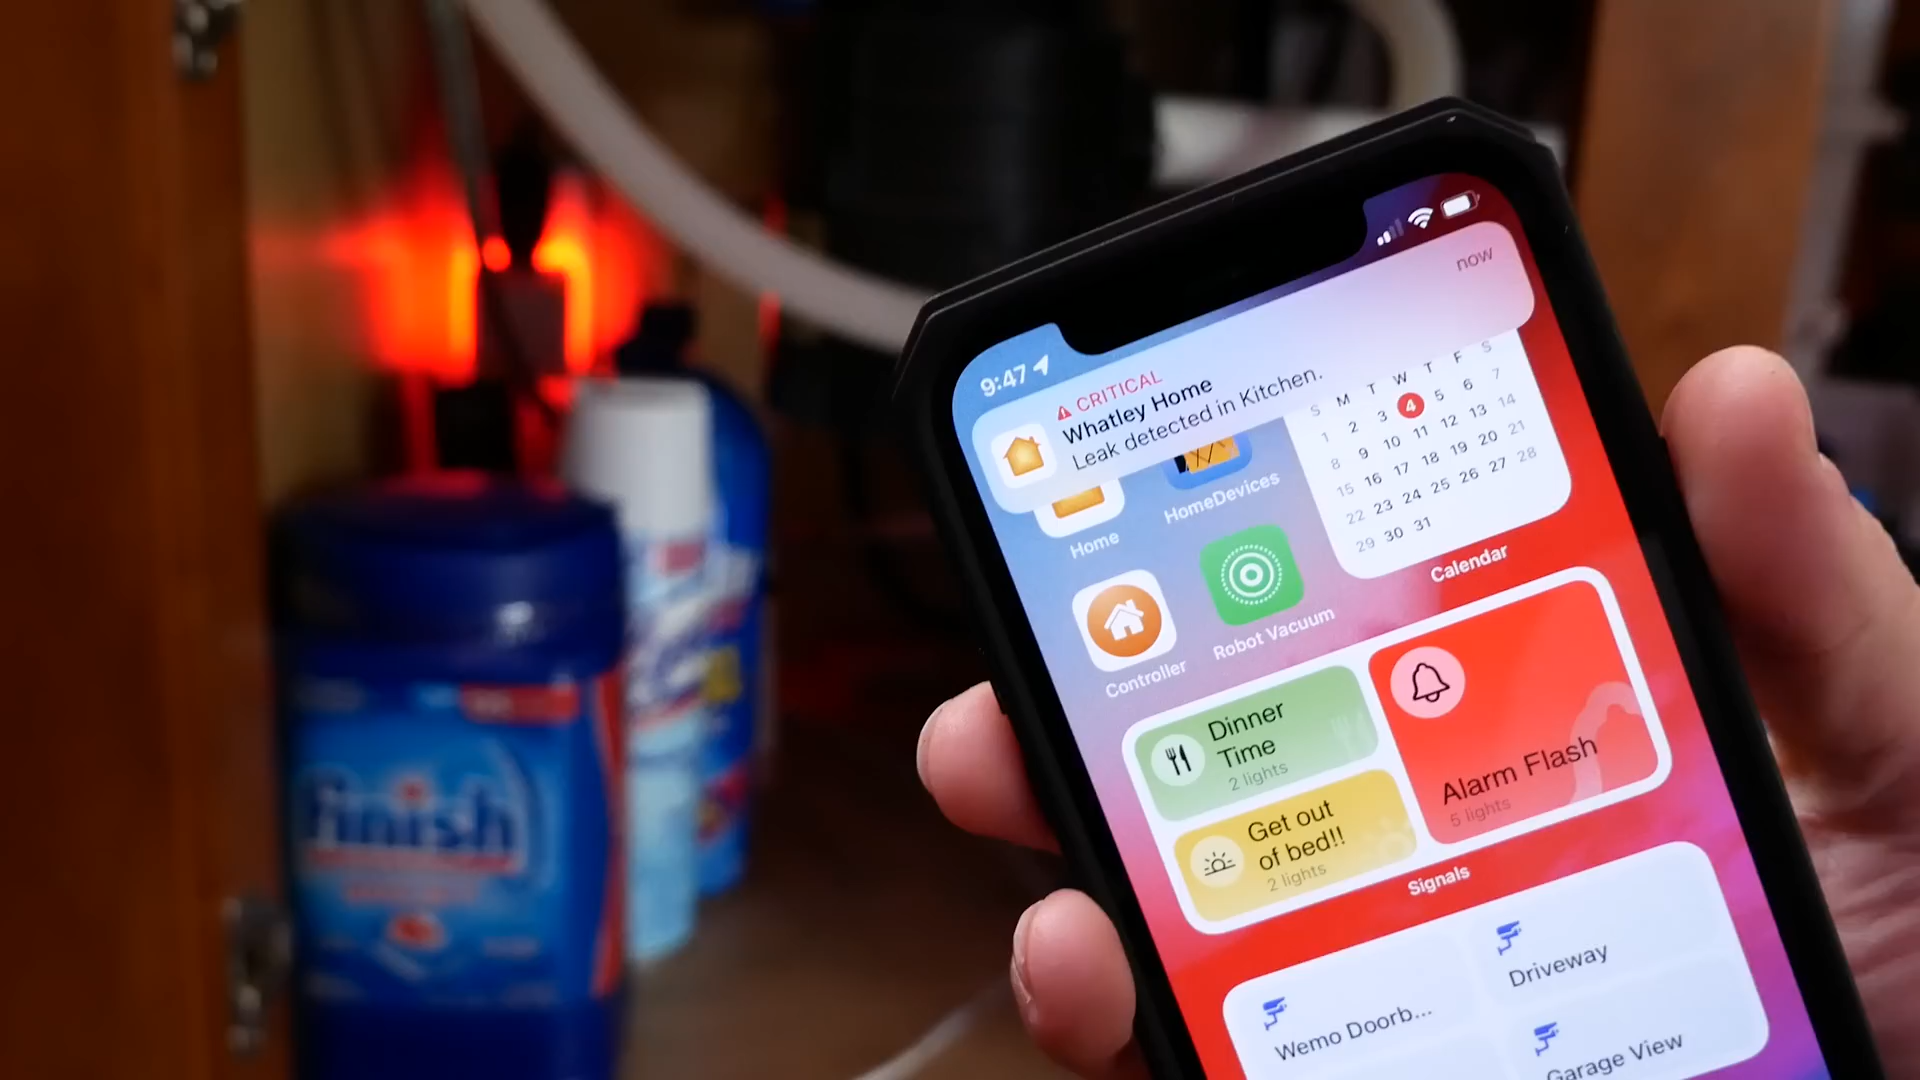 9:47
now
CRITICAL
Whatley Home
Leak detected in Kitchen.
Home
HomeDevices
Controller
Robot Vacuum
S M T W T F S
1 2 3 4 5 6 7
8 9 10 11 12 13 14
15 16 17 18 19 20 21
22 23 24 25 26 27 28
29 30 31
Calendar
Dinner
Time
2 lights
Get out
of bed!!
2 lights
Alarm Flash
5 lights
Signals
Wemo Doorb...
Driveway
Garage View
finish